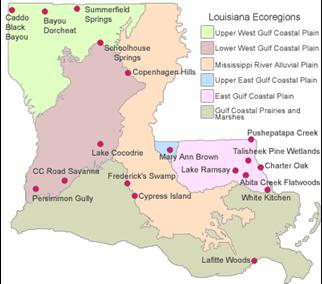 Caddo
Black
Bayou
Bayou
Dorcheat
Summerfield
Springs
Schoolhouse
Springs
Copenhagen Hills
Louisiana Ecoregions
Upper West Gulf Coastal Plain
Lower West Gulf Coastal Plain
Mississippi River Alluvial Plain
Upper East Gulf Coastal Plain
East Gulf Coastal Plain
Gulf Coastal Prairies and
Marshes
Pushepatapa Creek
Talisheek Pine Wetlands
Lake Cocodrie
Mary Ann Brown
Charter Oak
CC Road Savanna
Frederick's Swamp
Lake Ramsay
Abita Creek Flatwoods
Persimmon Gully
Cypress Island
White Kitchen
Lafitte Woods